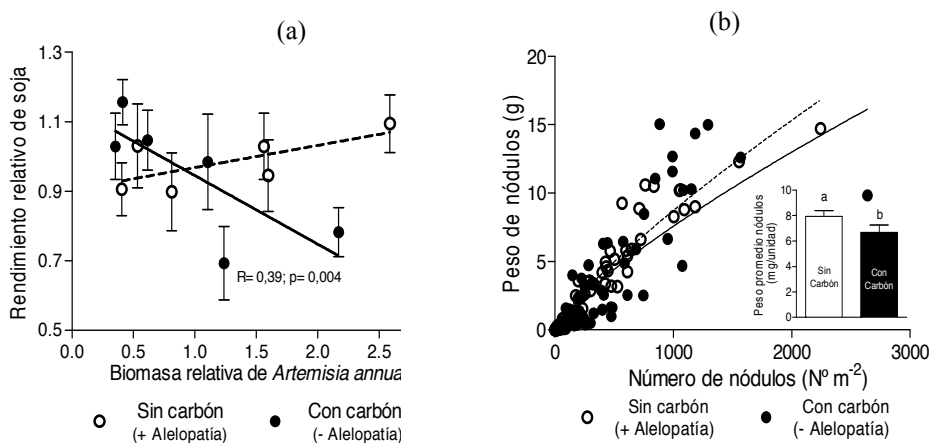 (a)
Rendimiento relativo de soja
1.3
1.1
0.9
0.7
0.5
0.0 0.5 1.0 1.5 2.0 2.5
R= 0,39; p= 0,004
Biomasa relativa de Artemisia annua
Sin carbón Con carbón
(+ Alelopatía) (- Alelopatía)
(b)
Peso de nódulos (g)
20
15
10
5
0
0 1000 2000 3000
Peso promedio nódulos
(mg/unidad)
10
8
6
4
2
0
a
b
Sin
Carbón
Con
Carbón
Número de nódulos (Nº m-2)
Sin carbón Con carbón
(+ Alelopatía) (- Alelopatía)